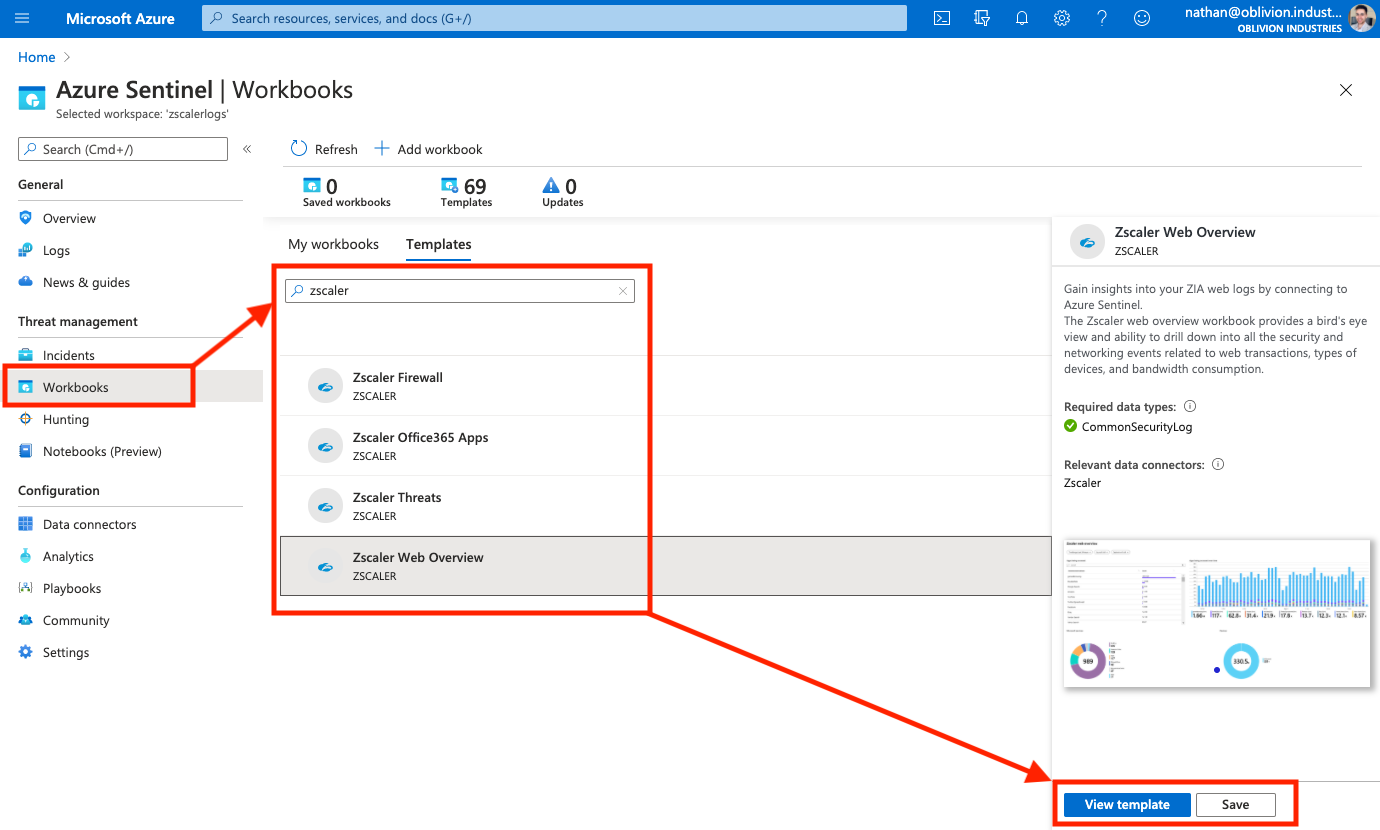 Microsoft Azure
Search resources, services, and docs (G+/)
nathan@oblivion.indust...
OBLIVION INDUSTRIES
Home
Azure Sentinel | Workbooks
Selected workspace: 'zscalerlogs'
Search (Cmd+/)
«
General
Overview
Logs
News & guides
Threat management
Incidents
Workbooks
Hunting
Notebooks (Preview)
Configuration
Data connectors
Analytics
Playbooks
Community
Settings
Refresh
Add workbook
0
Saved workbooks
69
Templates
0
Updates
My workbooks
Templates
zscaler
Zscaler Firewall
ZSCALER
Zscaler Office365 Apps
ZSCALER
Zscaler Threats
ZSCALER
Zscaler Web Overview
ZSCALER
Zscaler Web Overview
ZSCALER
Gain insights into your ZIA web logs by connecting to
Azure Sentinel.
The Zscaler web overview workbook provides a bird's eye
view and ability to drill down into all the security and
networking events related to web transactions, types of
devices, and bandwidth consumption.
Required data types:
CommonSecurityLog
Relevant data connectors:
Zscaler
989
330.5
View template
Save